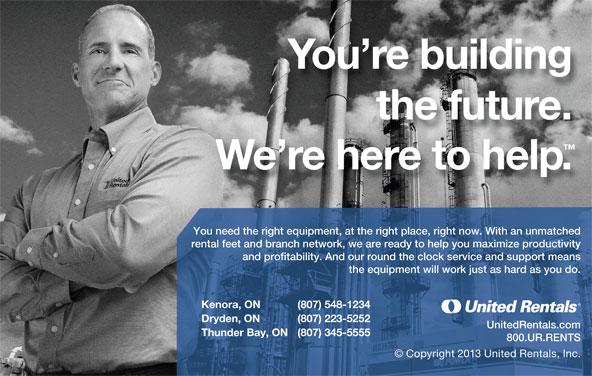 You're building
the future.
We're here to help.™
United Rentals
You need the right equipment, at the right place, right now. With an unmatched
rental feet and branch network, we are ready to help you maximize productivity
and profitability. And our round the clock service and support means
the equipment will work just as hard as you do.
Kenora, ON (807) 548-1234
Dryden, ON (807) 223-5252
Thunder Bay, ON (807) 345-5555
United Rentals®
UnitedRentals.com
800.UR.RENTS
© Copyright 2013 United Rentals, Inc.